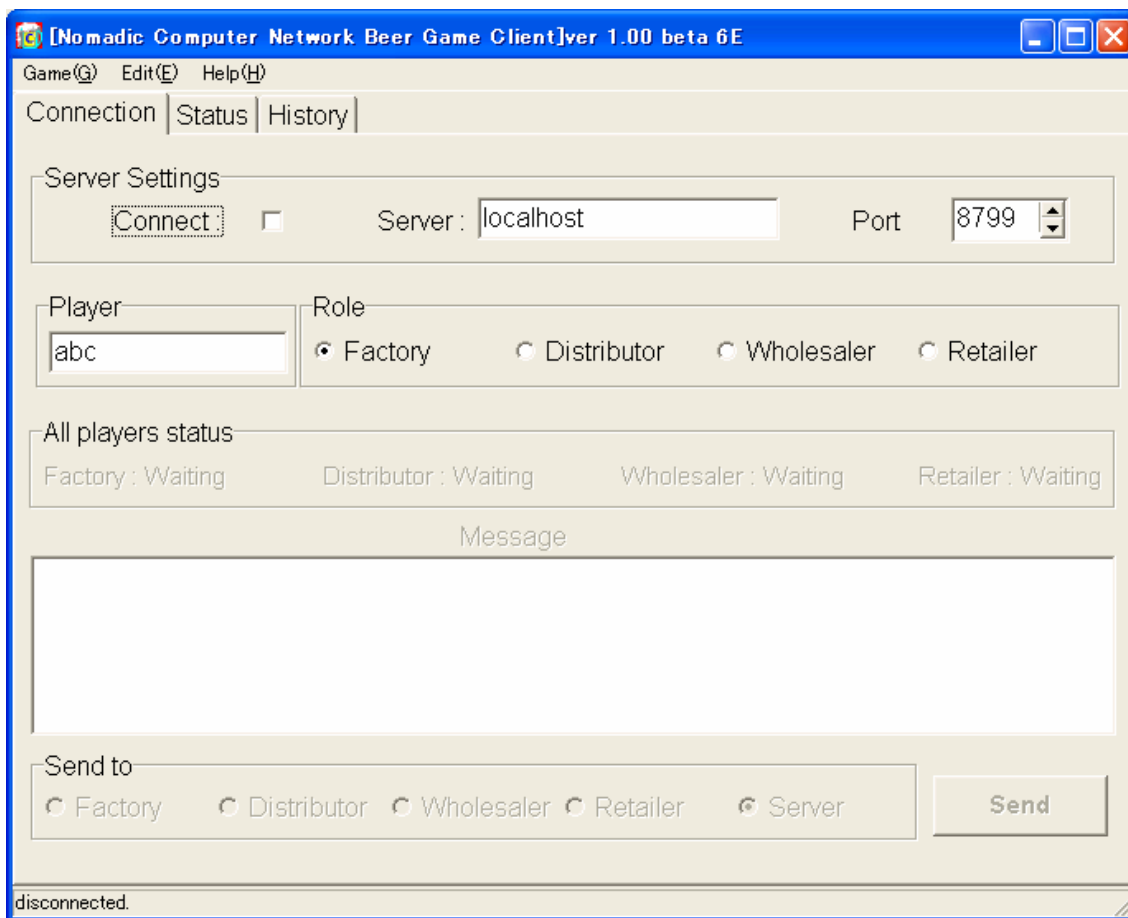 [Nomadic Computer Network Beer Game Client]ver 1.00 beta 6E
Game(G) Edit(E) Help(H)
Connection Status History
Server Settings
Connect : Server : localhost Port 8799
Player Role
abc Factory Distributor Wholesaler Retailer
All players status
Factory : Waiting Distributor : Waiting Wholesaler : Waiting Retailer : Waiting
Message
Send to
Factory Distributor Wholesaler Retailer Server Send
disconnected.